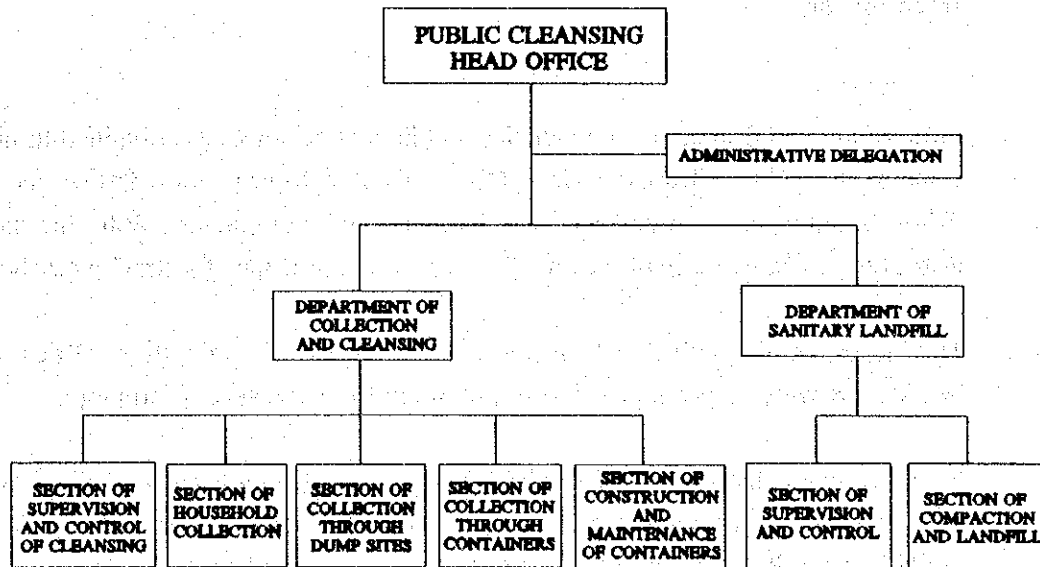 PUBLIC CLEANSING
HEAD OFFICE
ADMINISTRATIVE DELEGATION
DEPARTMENT OF
COLLECTION
AND CLEANSING
DEPARTMENT OF
SANITARY LANDFILL
SECTION OF
SUPERVISION
AND CONTROL
OF CLEANSING
SECTION OF
HOUSEHOLD
COLLECTION
SECTION OF
COLLECTION
THROUGH
DUMP SITES
SECTION OF
COLLECTION
THROUGH
CONTAINERS
SECTION OF
CONSTRUCTION
AND
MAINTENANCE
OF CONTAINERS
SECTION OF
SUPERVISION
AND CONTROL
SECTION OF
COMPACTION
AND LANDFILL